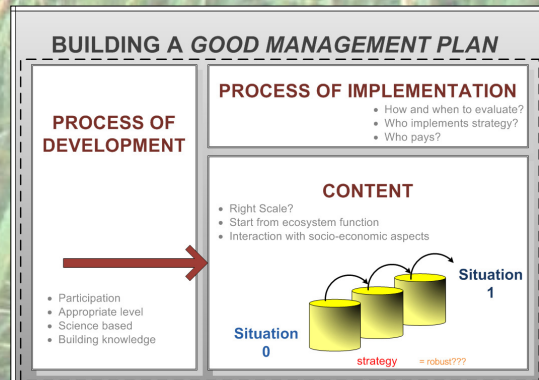 BUILDING A GOOD MANAGEMENT PLAN
PROCESS OF
DEVELOPMENT
• Participation
• Appropriate level
• Science based
• Building knowledge
PROCESS OF IMPLEMENTATION
• How and when to evaluate?
• Who implements strategy?
• Who pays?
CONTENT
• Right Scale?
• Start from ecosystem function
• Interaction with socio-economic aspects
Situation
0
Situation
1
strategy = robust???